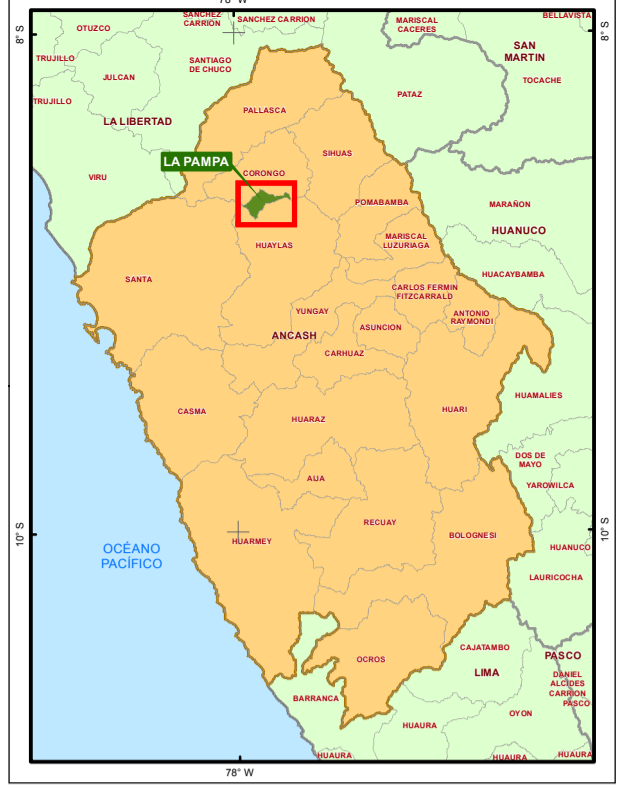 78° W
SANCHEZ
CARRIÓN
SANCHEZ CARRION
BELLAVISTA
OTUZCO
MARISCAL
CACERES
8° S
8° S
SAN
MARTIN
TRUJILLO
SANTIAGO
DE CHUCO
JULCAN
TOCACHE
PATAZ
TRUJILLO
PALLASCA
LA LIBERTAD
SIHUAS
LA PAMPA
CORONGO
VIRU
POMABAMBA
MARAÑON
HUANUCO
MARISCAL
LUZURIAGA
HUAYLAS
HUACAYBAMBA
SANTA
CARLOS FERMIN
FITZCARRALD
YUNGAY
ANTONIO
RAYMONDI
ASUNCION
ANCASH
CARHUAZ
HUAMALIES
CASMA
HUARI
HUARAZ
DOS DE
MAYO
AIJA
YAROWILCA
RECUAY
10° S
10° S
BOLOGNESI
HUARMEY
OCÉANO
PACÍFICO
HUANUCO
LAURICOCHA
CAJATAMBO
PASCO
OCROS
LIMA
DANIEL
ALCIDES
CARRION
PASCO
BARRANCA
OYON
HUAURA
HUAURA
HUAURA
HUAURA
78° W